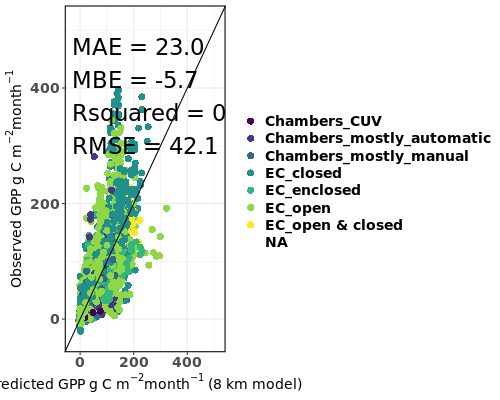 MAE = 23.0
MBE = -5.7
Rsquared = 0
RMSE = 42.1
Observed GPP g C m⁻²month⁻¹
400
200
0
0 200 400
redicted GPP g C m⁻²month⁻¹ (8 km model)
Chambers_CUV
Chambers_mostly_automatic
Chambers_mostly_manual
EC_closed
EC_enclosed
EC_open
EC_open & closed
NA